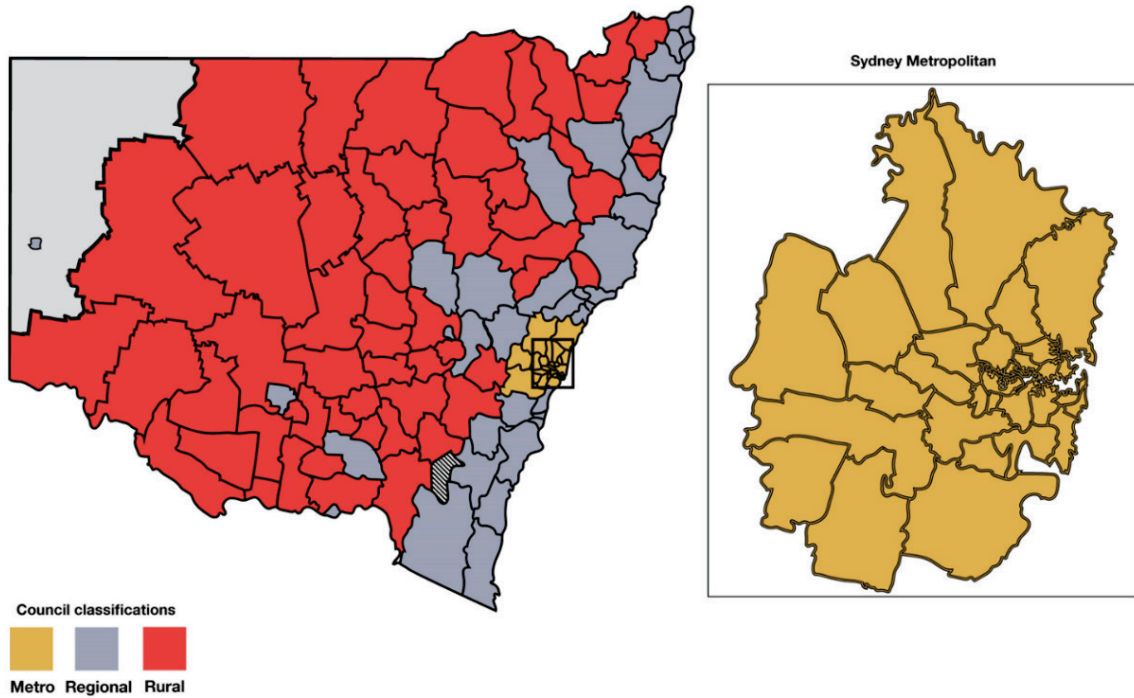 Sydney Metropolitan
Council classifications
Metro Regional Rural